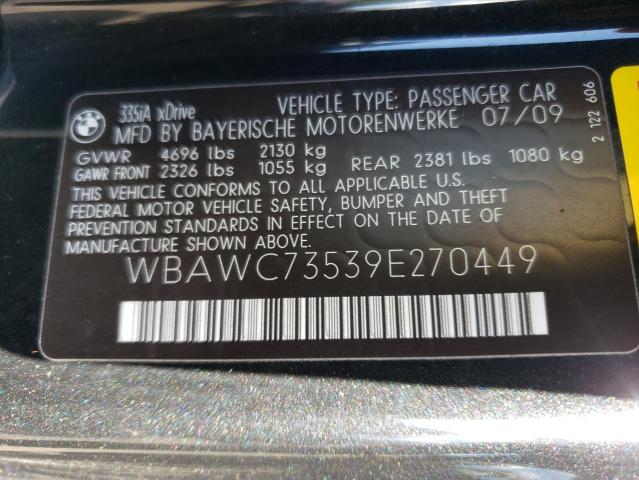 BMW
335iA xDrive VEHICLE TYPE: PASSENGER CAR
MFD BY BAYERISCHE MOTORENWERKE 07/09
GVWR 4696 lbs 2130 kg
GAWR FRONT 2326 lbs 1055 kg REAR 2381 lbs 1080 kg
THIS VEHICLE CONFORMS TO ALL APPLICABLE U.S.
FEDERAL MOTOR VEHICLE SAFETY, BUMPER AND THEFT
PREVENTION STANDARDS IN EFFECT ON THE DATE OF
MANUFACTURE SHOWN ABOVE.
WBAWC73539E270449
2 122 606